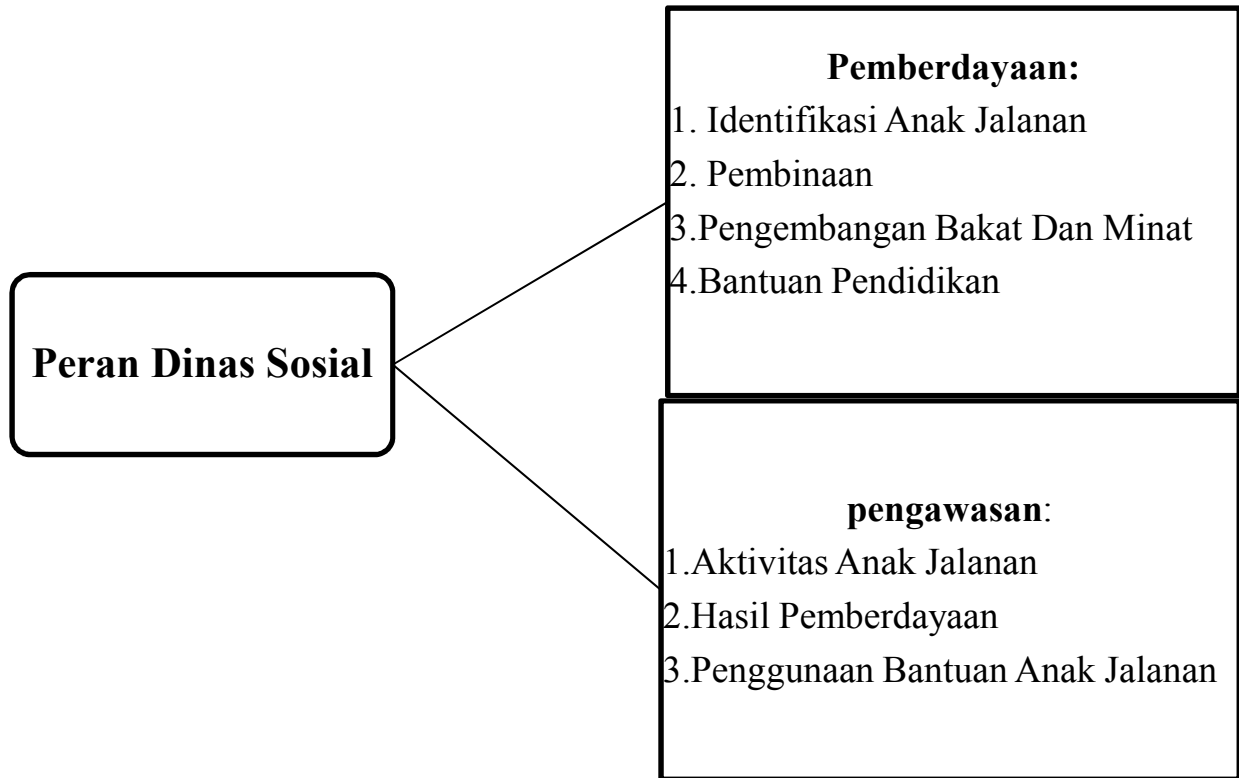 Peran Dinas Sosial
Pemberdayaan:
1. Identifikasi Anak Jalanan
2. Pembinaan
3.Pengembangan Bakat Dan Minat
4.Bantuan Pendidikan
pengawasan:
1.Aktivitas Anak Jalanan
2.Hasil Pemberdayaan
3.Penggunaan Bantuan Anak Jalanan